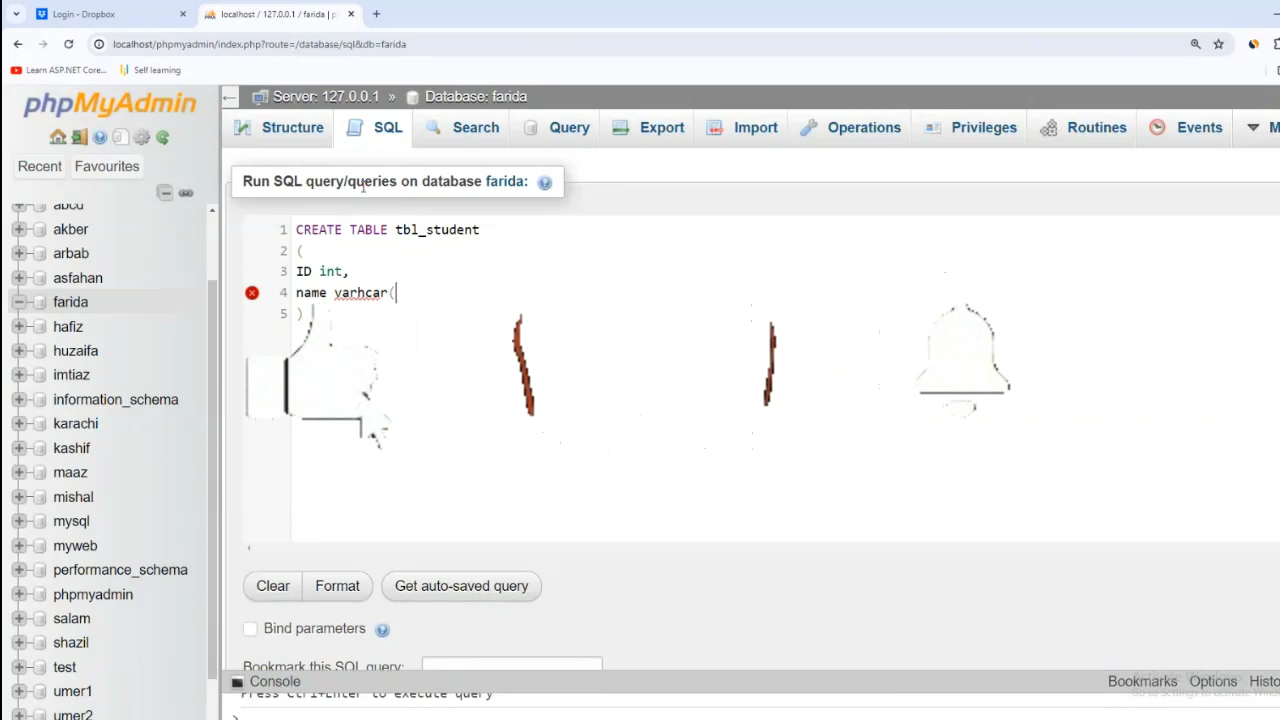 Login - Dropbox
localhost / 127.0.0.1 / farida | p
localhost/phpmyadmin/index.php?route=/database/sql&db=farida
Learn ASP.NET Core...
Self learning
phpMyAdmin
Recent
Favourites
abcd
akber
arbab
asfahan
farida
hafiz
huzaifa
imtiaz
information_schema
karachi
kashif
maaz
mishal
mysql
myweb
performance_schema
phpmyadmin
salam
shazil
test
umer1
umer2
Server: 127.0.0.1 » Database: farida
Structure
SQL
Search
Query
Export
Import
Operations
Privileges
Routines
Events
M
Run SQL query/queries on database farida:
1 CREATE TABLE tbl_student
2 (
3 ID int,
4 name varhcar(
5 )
Clear
Format
Get auto-saved query
Bind parameters
Bookmark this SQL query:
Console
Bookmarks
Options
Histo
Press Ctrl+Enter to execute query
>